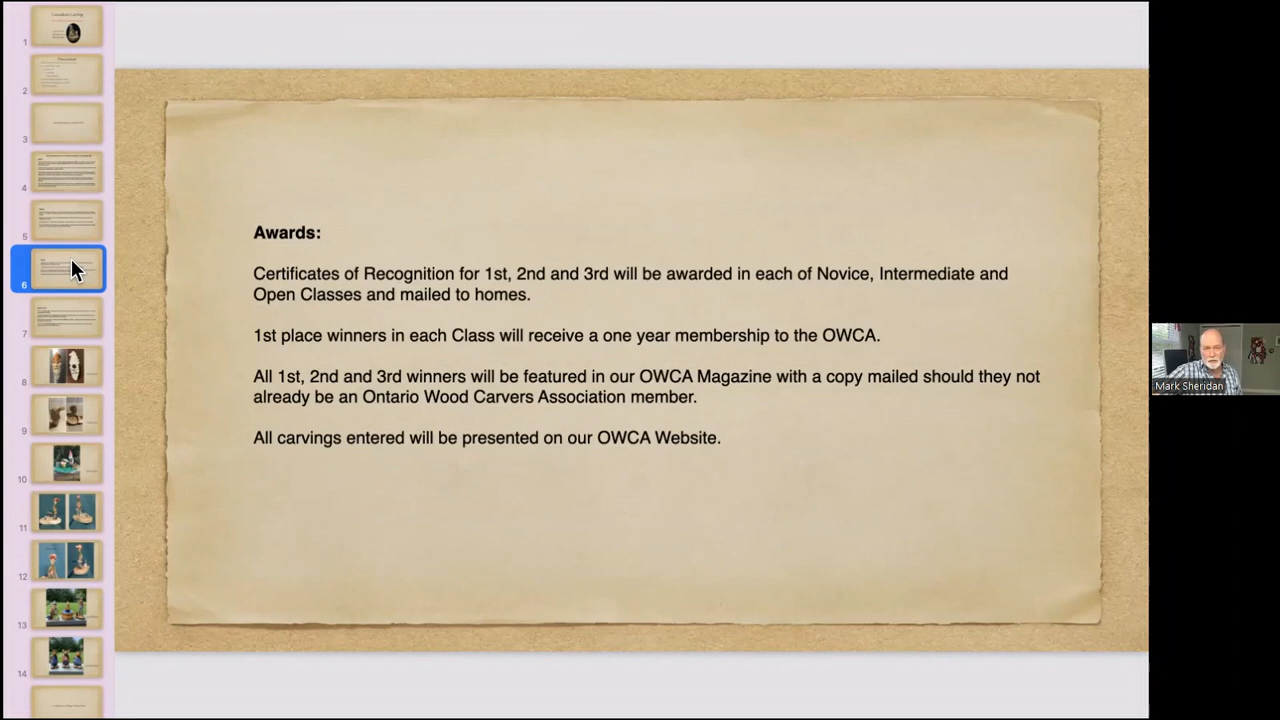 Awards:
Certificates of Recognition for 1st, 2nd and 3rd will be awarded in each of Novice, Intermediate and
Open Classes and mailed to homes.
1st place winners in each Class will receive a one year membership to the OWCA.
All 1st, 2nd and 3rd winners will be featured in our OWCA Magazine with a copy mailed should they not
already be an Ontario Wood Carvers Association member.
All carvings entered will be presented on our OWCA Website.
Mark Sheridan
1
2
3
4
5
6
7
8
9
10
11
12
13
14